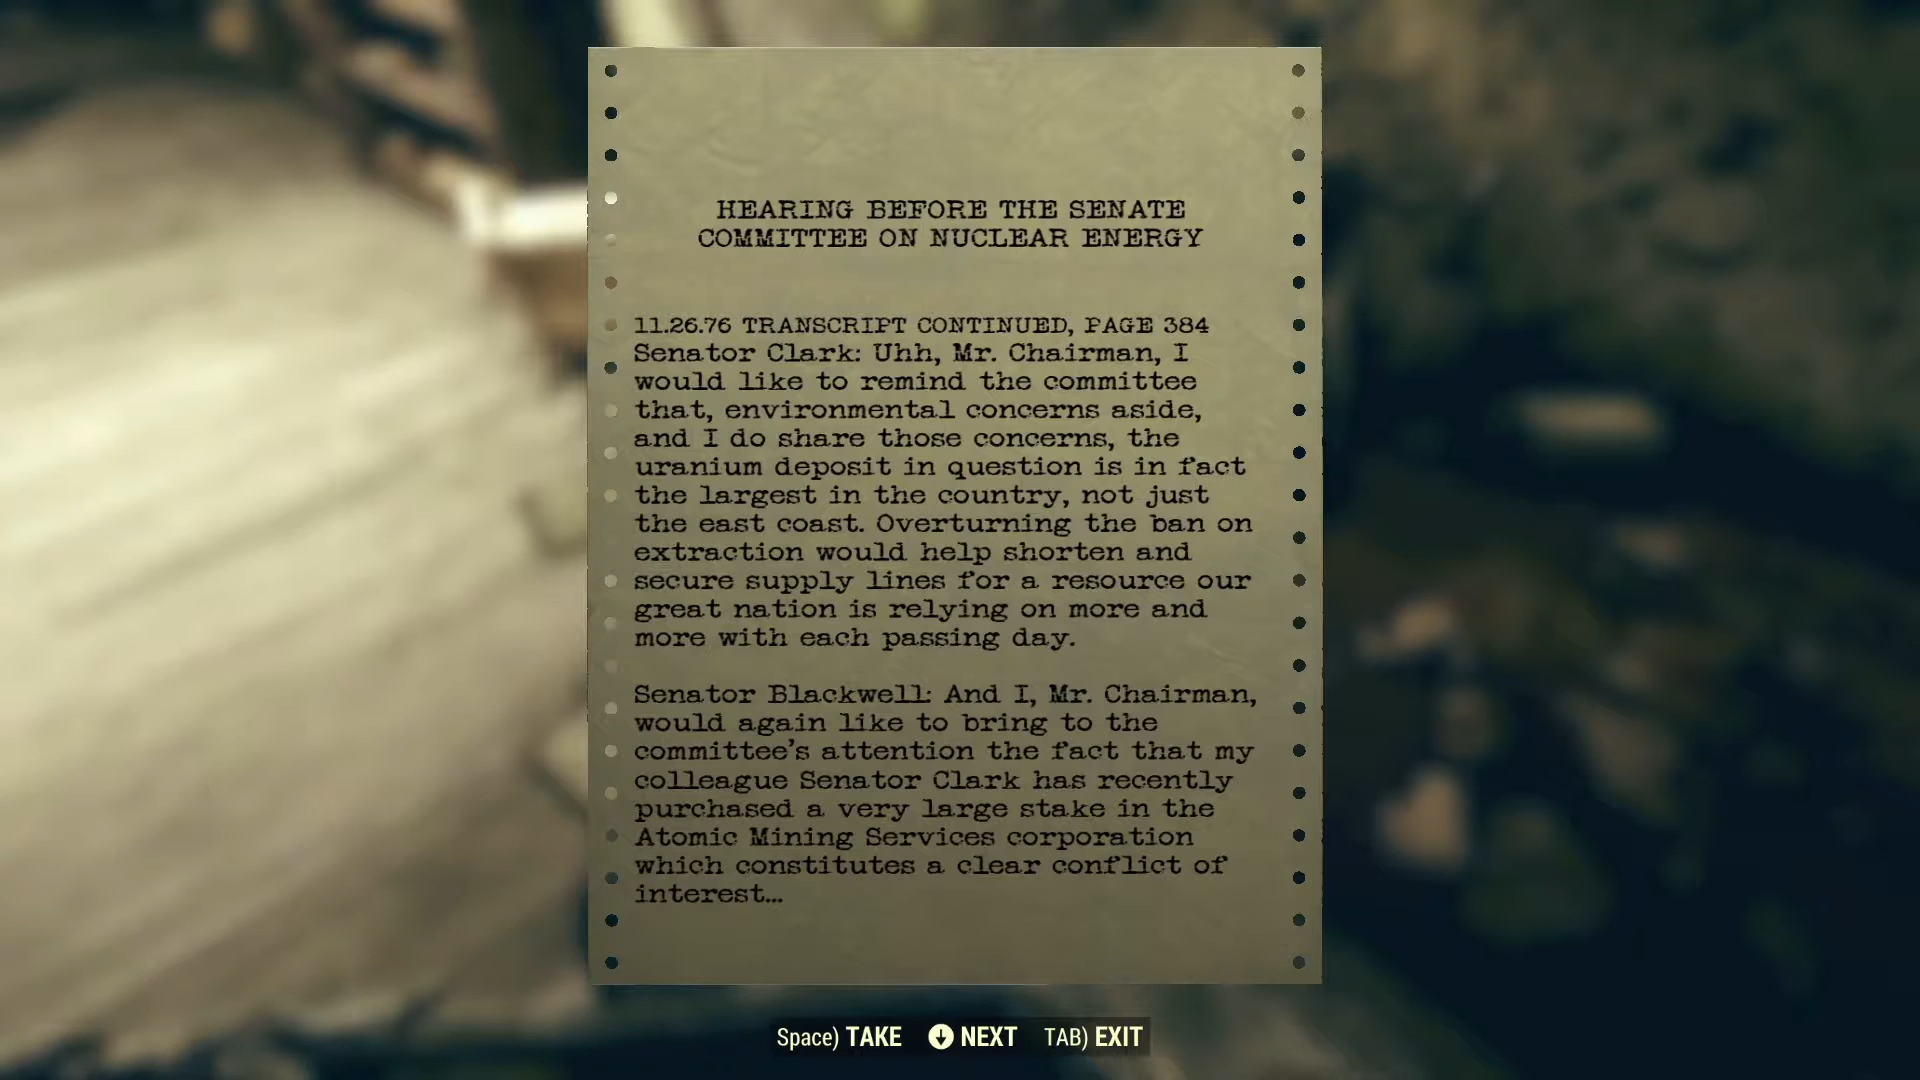 HEARING BEFORE THE SENATE
COMMITTEE ON NUCLEAR ENERGY
11.26.76 TRANSCRIPT CONTINUED, PAGE 384
Senator Clark: Uhh, Mr. Chairman, I
would like to remind the committee
that, environmental concerns aside,
and I do share those concerns, the
uranium deposit in question is in fact
the largest in the country, not just
the east coast. Overturning the ban on
extraction would help shorten and
secure supply lines for a resource our
great nation is relying on more and
more with each passing day.
Senator Blackwell: And I, Mr. Chairman,
would again like to bring to the
committee's attention the fact that my
colleague Senator Clark has recently
purchased a very large stake in the
Atomic Mining Services corporation
which constitutes a clear conflict of
interest…
Space) TAKE NEXT TAB) EXIT